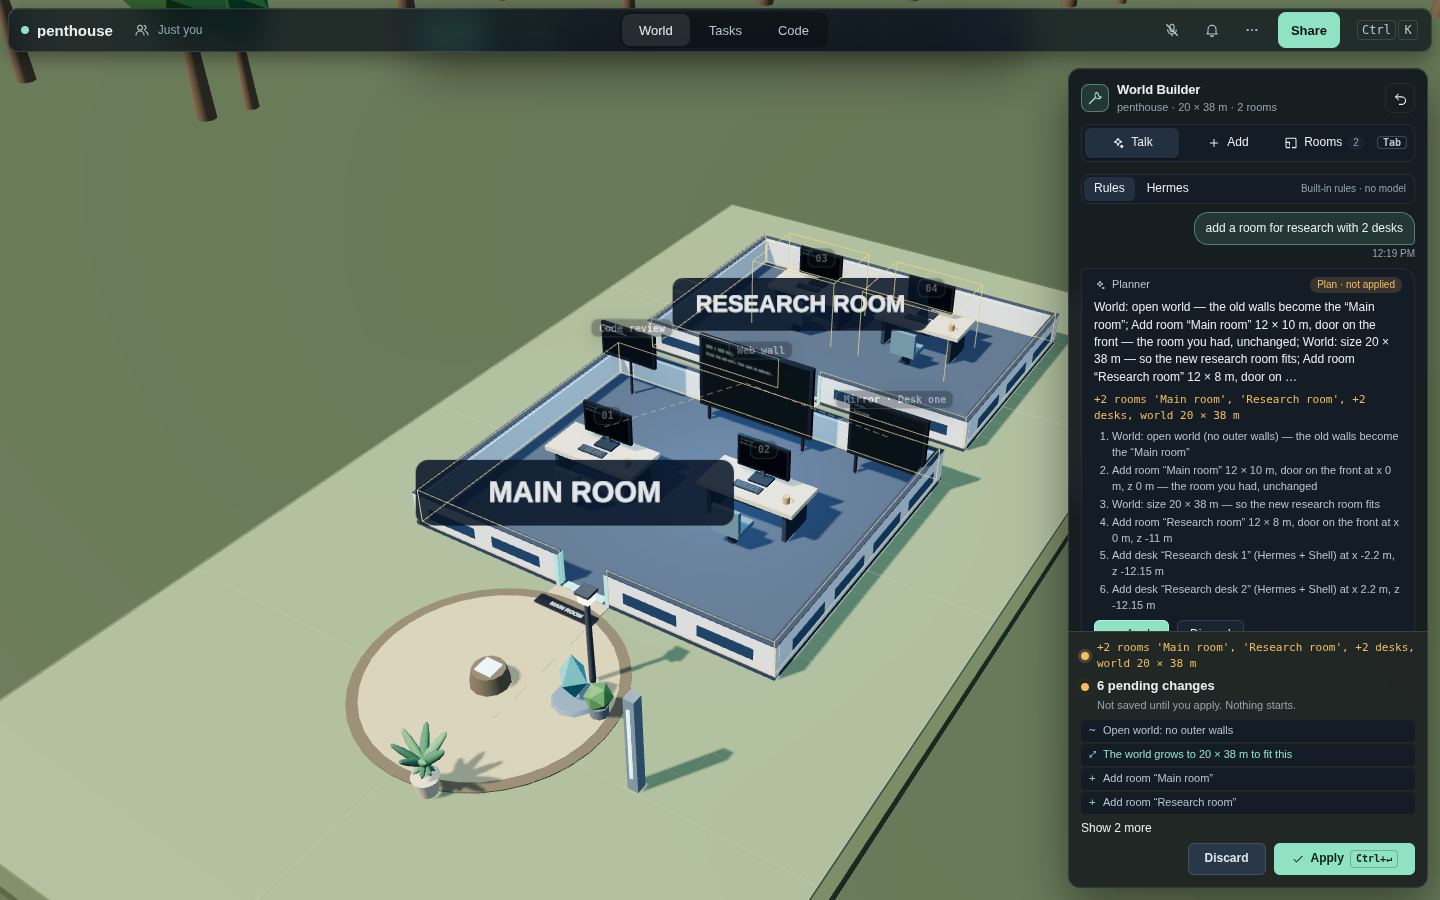 penthouse
Just you
World
Tasks
Code
Share
Ctrl K
World Builder
penthouse · 20 × 38 m · 2 rooms
Talk
Add
Rooms 2
Tab
Rules
Hermes
Built-in rules · no model
add a room for research with 2 desks
12:19 PM
Planner
Plan · not applied
World: open world — the old walls become the “Main
room”; Add room “Main room” 12 × 10 m, door on the
front — the room you had, unchanged; World: size 20 ×
38 m — so the new research room fits; Add room
“Research room” 12 × 8 m, door on …
+2 rooms 'Main room', 'Research room', +2
desks, world 20 × 38 m
1. World: open world (no outer walls) — the old walls become
the “Main room”
2. Add room “Main room” 12 × 10 m, door on the front at x 0
m, z 0 m — the room you had, unchanged
3. World: size 20 × 38 m — so the new research room fits
4. Add room “Research room” 12 × 8 m, door on the front at x
0 m, z -11 m
5. Add desk “Research desk 1” (Hermes + Shell) at x -2.2 m,
z -12.15 m
6. Add desk “Research desk 2” (Hermes + Shell) at x 2.2 m, z
-12.15 m
+2 rooms 'Main room', 'Research room', +2 desks,
world 20 × 38 m
6 pending changes
Not saved until you apply. Nothing starts.
~ Open world: no outer walls
The world grows to 20 × 38 m to fit this
+ Add room “Main room”
+ Add room “Research room”
Show 2 more
Discard
Apply Ctrl+↵
03
04
RESEARCH ROOM
Code review
Web wall
Mirror · Desk one
01
02
MAIN ROOM
MAIN ROOM